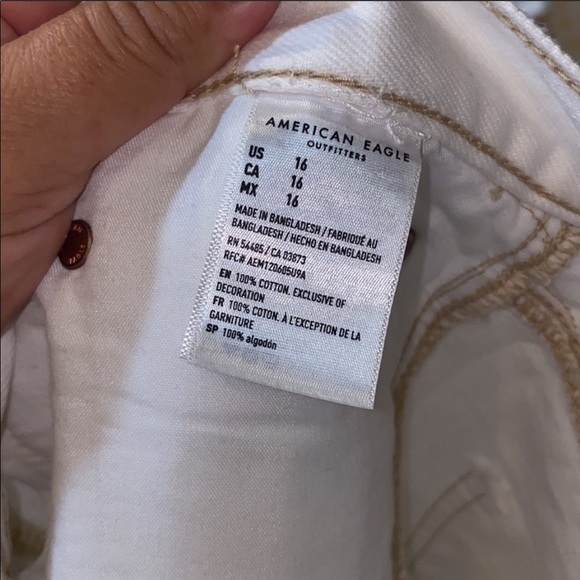 AMERICAN EAGLE
OUTFITTERS
US 16
CA 16
MX 16
MADE IN BANGLADESH / FABRIQUÉ AU
BANGLADESH / HECHO EN BANGLADESH
RN 54485 / CA 03873
RFC# AEM120605U9A
EN 100% COTTON. EXCLUSIVE OF
DECORATION
FR 100% COTON. À L'EXCEPTION DE LA
GARNITURE
SP 100% algodón